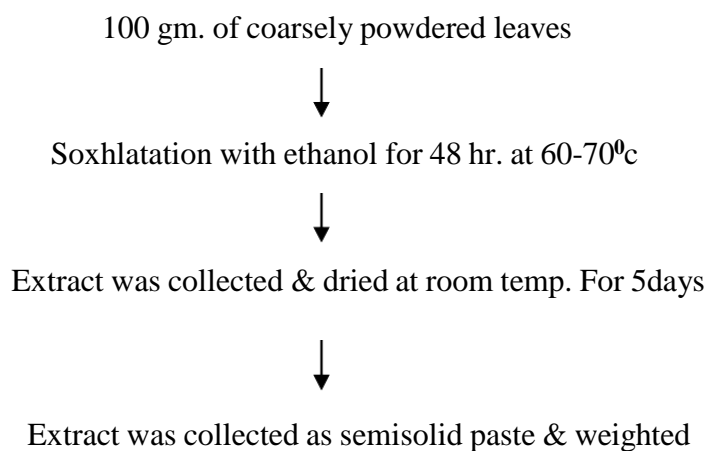 100 gm. of coarsely powdered leaves
Soxhlatation with ethanol for 48 hr. at 60-70⁰c
Extract was collected & dried at room temp. For 5days
Extract was collected as semisolid paste & weighted